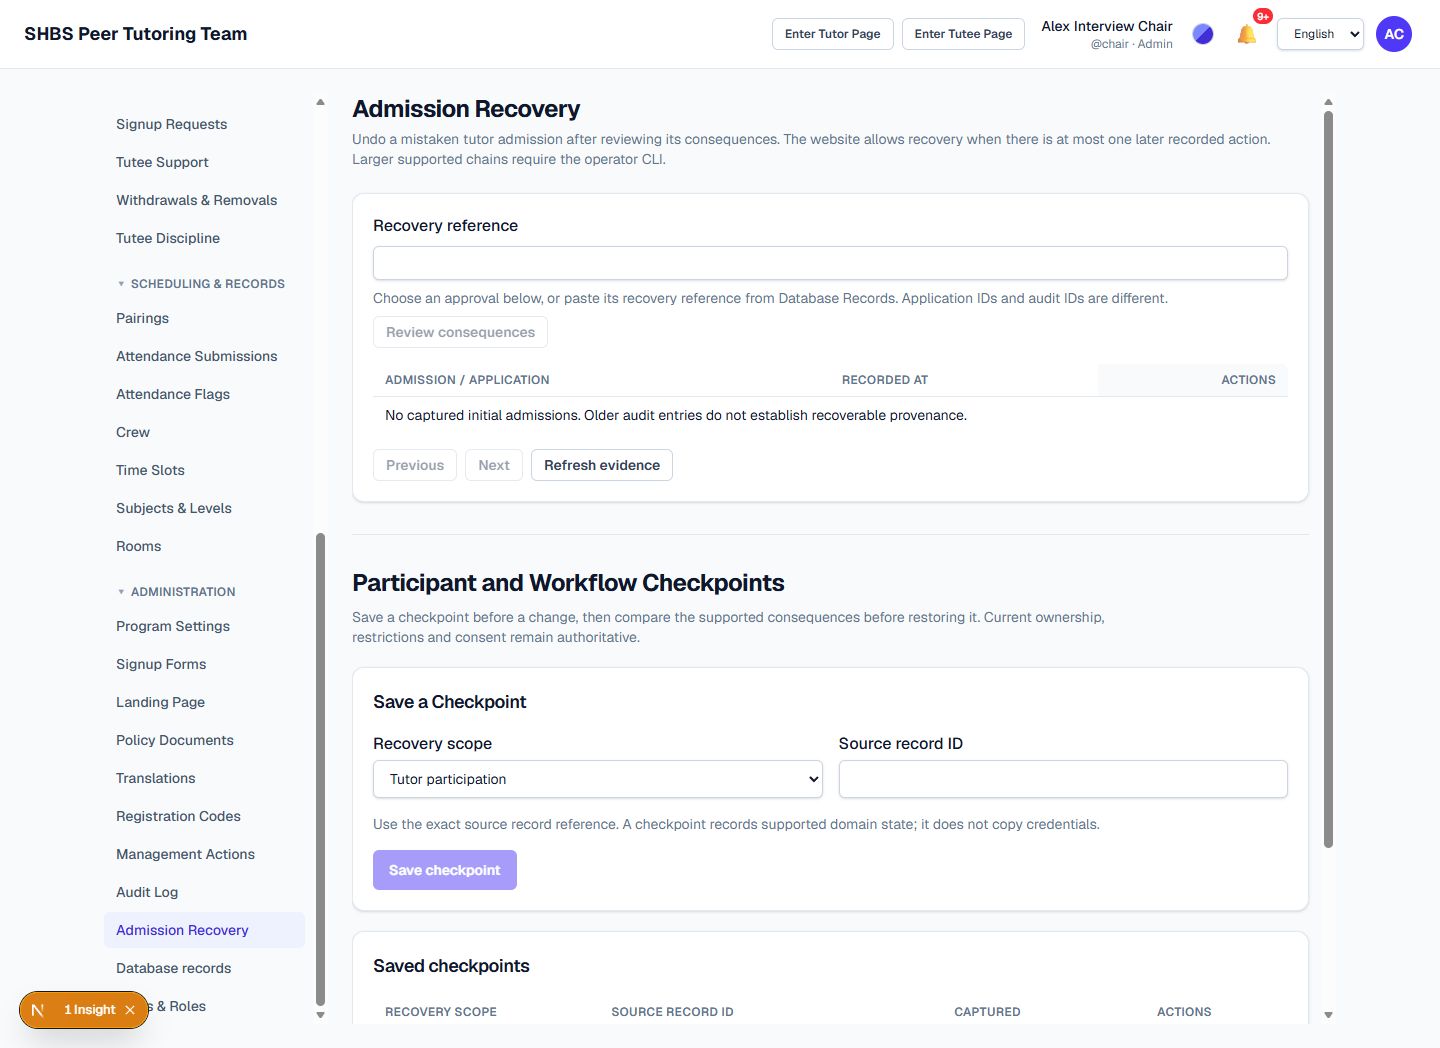 SHBS Peer Tutoring Team
Enter Tutor Page
Enter Tutee Page
Alex Interview Chair
@chair · Admin
9+
English
AC
Signup Requests
Tutee Support
Withdrawals & Removals
Tutee Discipline
SCHEDULING & RECORDS
Pairings
Attendance Submissions
Attendance Flags
Crew
Time Slots
Subjects & Levels
Rooms
ADMINISTRATION
Program Settings
Signup Forms
Landing Page
Policy Documents
Translations
Registration Codes
Management Actions
Audit Log
Admission Recovery
Database records
s & Roles
N 1 Insight
Admission Recovery
Undo a mistaken tutor admission after reviewing its consequences. The website allows recovery when there is at most one later recorded action.
Larger supported chains require the operator CLI.
Recovery reference
Choose an approval below, or paste its recovery reference from Database Records. Application IDs and audit IDs are different.
Review consequences
ADMISSION / APPLICATION RECORDED AT ACTIONS
No captured initial admissions. Older audit entries do not establish recoverable provenance.
Previous Next Refresh evidence
Participant and Workflow Checkpoints
Save a checkpoint before a change, then compare the supported consequences before restoring it. Current ownership,
restrictions and consent remain authoritative.
Save a Checkpoint
Recovery scope Source record ID
Tutor participation
Use the exact source record reference. A checkpoint records supported domain state; it does not copy credentials.
Save checkpoint
Saved checkpoints
RECOVERY SCOPE SOURCE RECORD ID CAPTURED ACTIONS